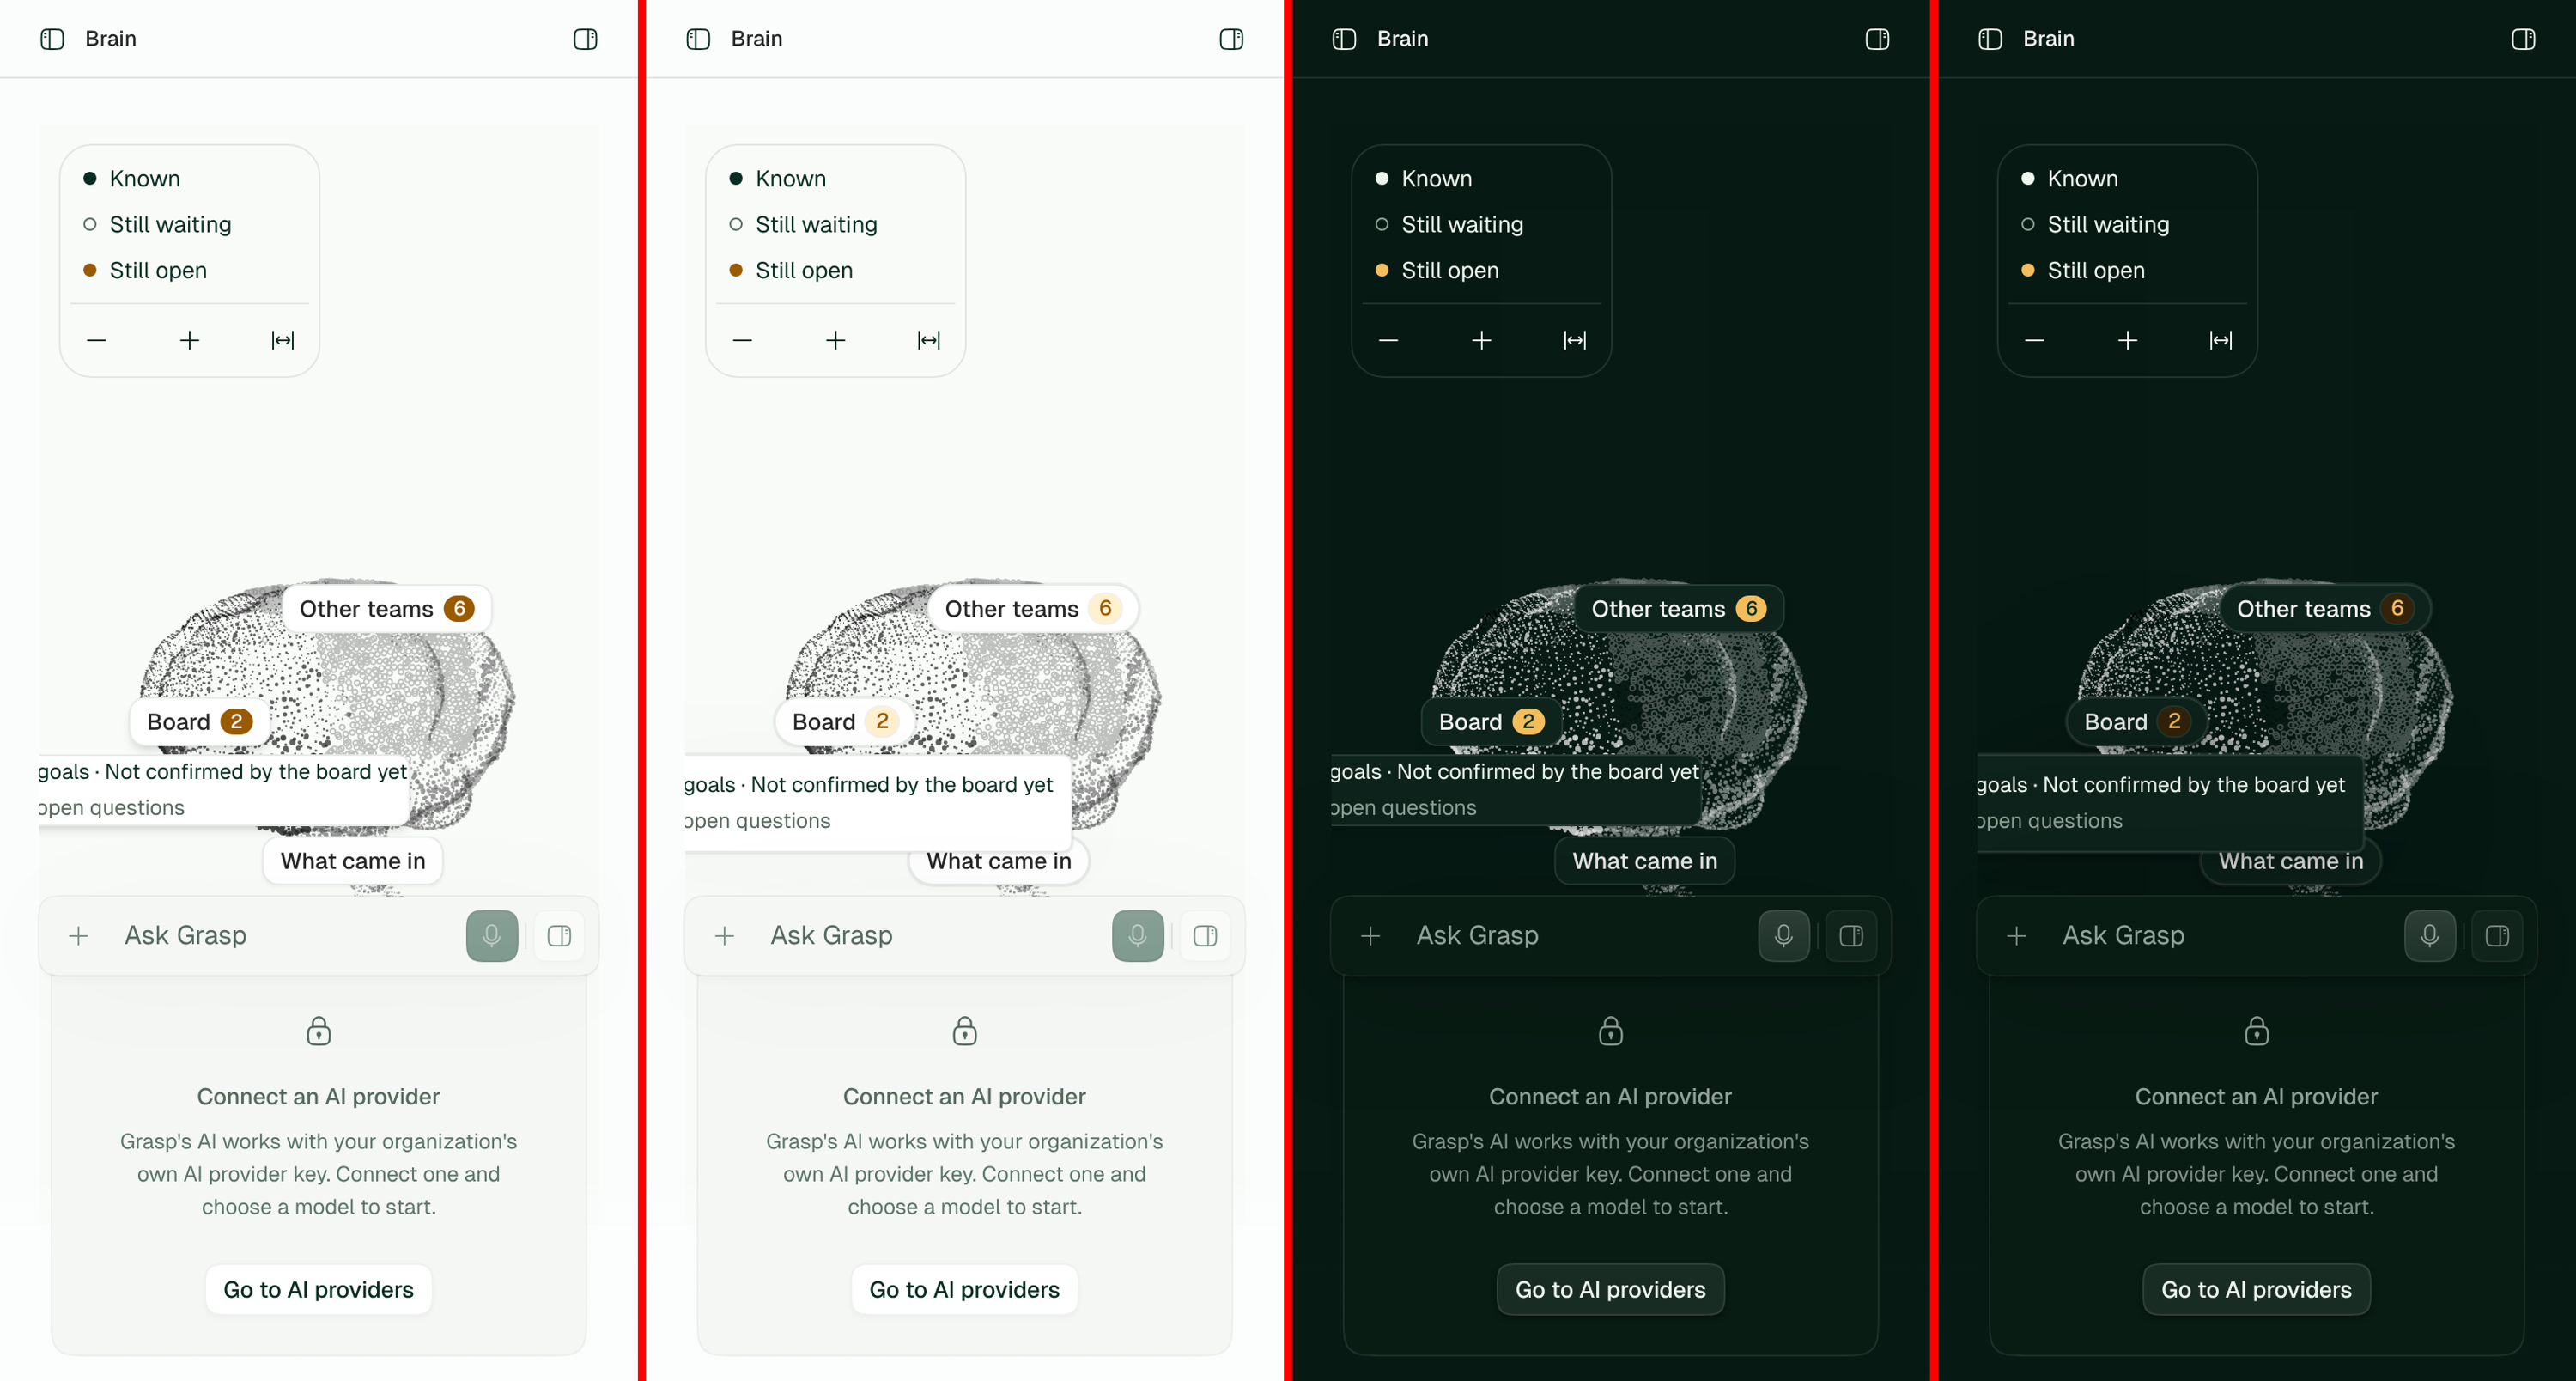 Brain
Known
Still waiting
Still open
Other teams 6
Board 2
goals · Not confirmed by the board yet
open questions
What came in
Ask Grasp
Connect an AI provider
Grasp's AI works with your organization's
own AI provider key. Connect one and
choose a model to start.
Go to AI providers
Brain
Known
Still waiting
Still open
Other teams 6
Board 2
goals · Not confirmed by the board yet
open questions
What came in
Ask Grasp
Connect an AI provider
Grasp's AI works with your organization's
own AI provider key. Connect one and
choose a model to start.
Go to AI providers
Brain
Known
Still waiting
Still open
Other teams 6
Board 2
goals · Not confirmed by the board yet
open questions
What came in
Ask Grasp
Connect an AI provider
Grasp's AI works with your organization's
own AI provider key. Connect one and
choose a model to start.
Go to AI providers
Brain
Known
Still waiting
Still open
Other teams 6
Board 2
goals · Not confirmed by the board yet
open questions
What came in
Ask Grasp
Connect an AI provider
Grasp's AI works with your organization's
own AI provider key. Connect one and
choose a model to start.
Go to AI providers